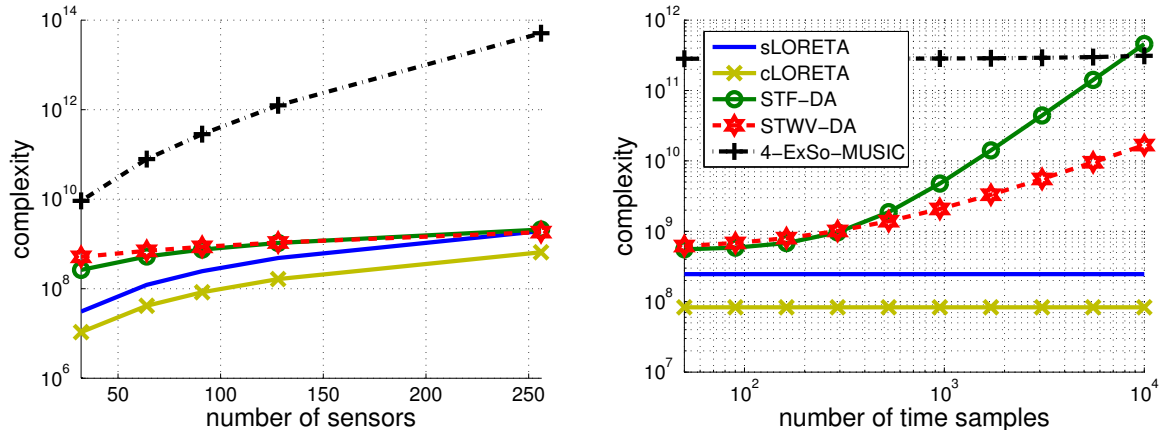 10^14
10^12
10^10
10^8
10^6
complexity
50
100
150
200
250
number of sensors
10^12
10^11
10^10
10^9
10^8
10^7
complexity
10^2
10^3
10^4
number of time samples
sLORETA
cLORETA
STF-DA
STWV-DA
4-ExSo-MUSIC